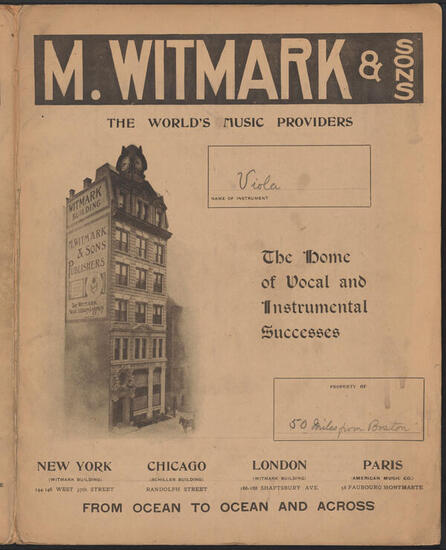 M. WITMARK & SONS
THE WORLD'S MUSIC PROVIDERS
Viola
NAME OF INSTRUMENT
WITMARK
BUILDING
M. WITMARK
& SONS
PUBLISHERS
The Home
of Vocal and
Instrumental
Successes
PROPERTY OF
50 Miles from Boston
NEW YORK
(WITMARK BUILDING)
144-146 WEST 37th STREET
CHICAGO
(SCHILLER BUILDING)
RANDOLPH STREET
LONDON
(WITMARK BUILDING)
SHAFTSBURY AVE.
PARIS
(AMERICAN MUSIC CO.)
FAUBOURG MONTMARTE
FROM OCEAN TO OCEAN AND ACROSS